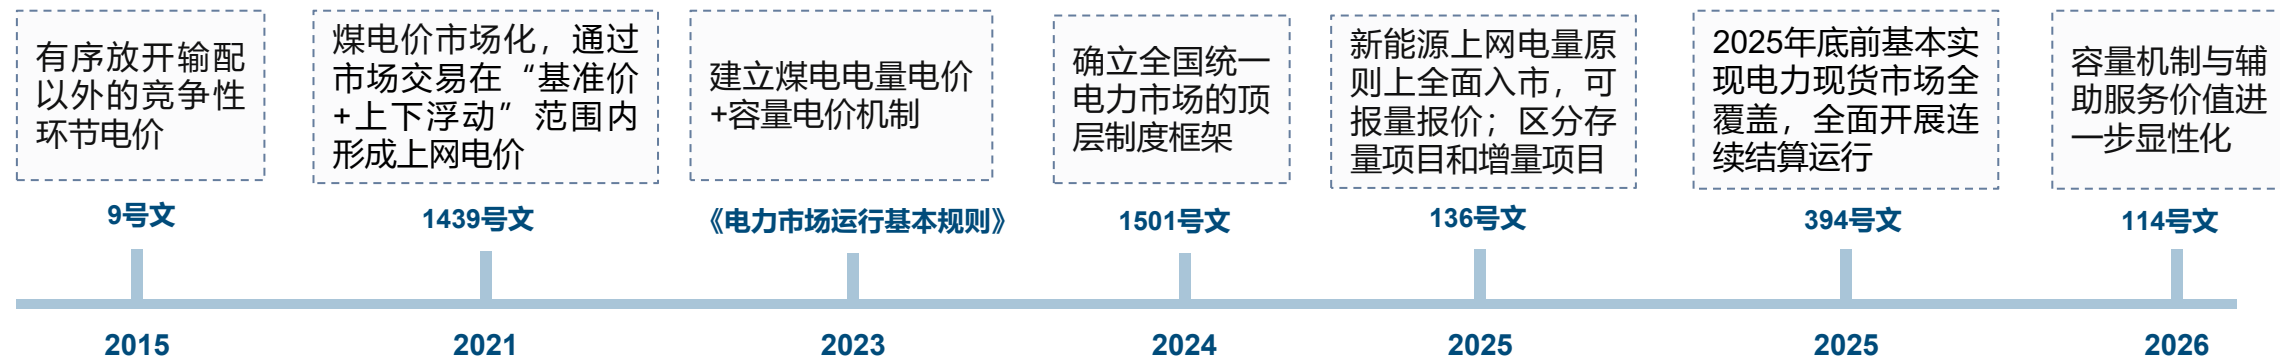 有序放开输配
以外的竞争性
环节电价
煤电价市场化，通过
市场交易在“基准价
+上下浮动”范围内
形成上网电价
建立煤电电量电价
+容量电价机制
确立全国统一
电力市场的顶
层制度框架
新能源上网电量原
则上全面入市，可
报量报价；区分存
量项目和增量项目
2025年底前基本实
现电力现货市场全
覆盖，全面开展连
续结算运行
容量机制与辅
助服务价值进
一步显性化
9号文
1439号文
《电力市场运行基本规则》
1501号文
136号文
394号文
114号文
2015
2021
2023
2024
2025
2025
2026